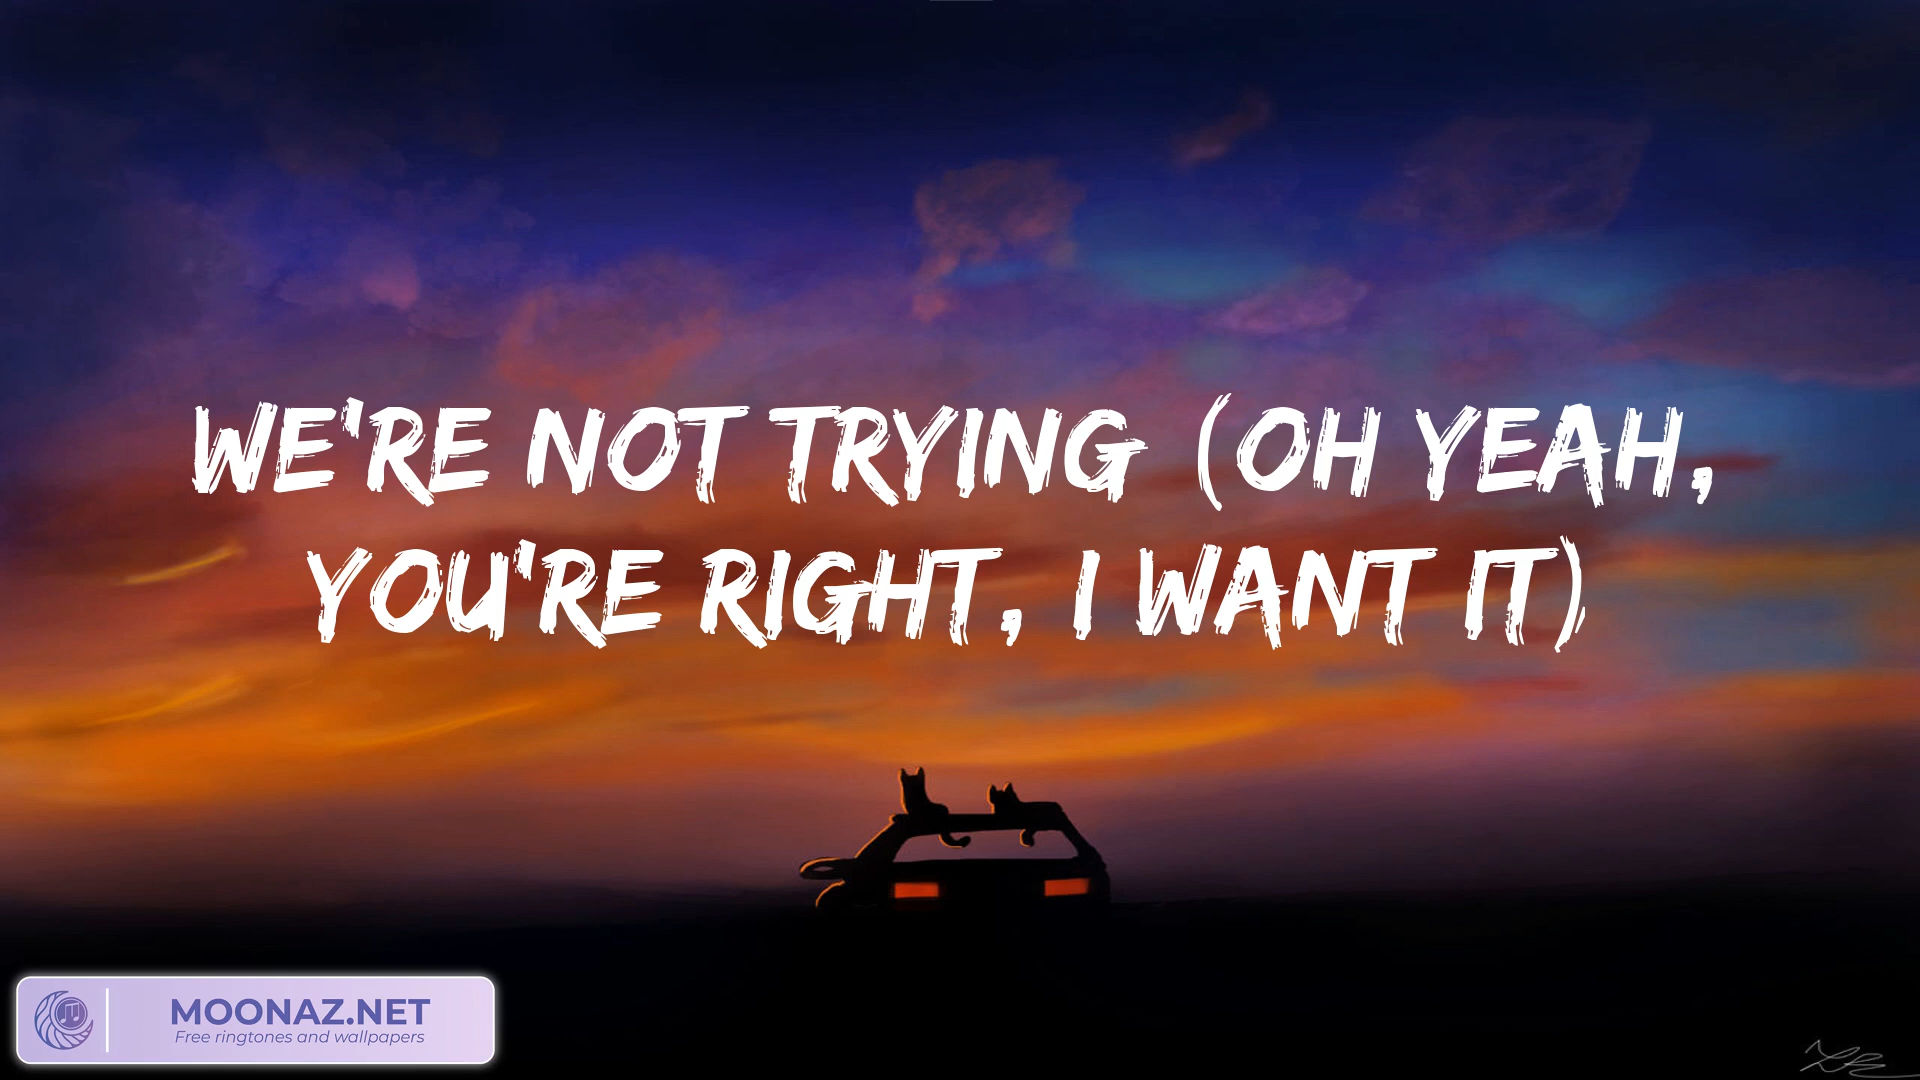 WE'RE NOT TRYING (OH YEAH,
YOU'RE RIGHT, I WANT IT)
MOONAZ.NET
Free ringtones and wallpapers